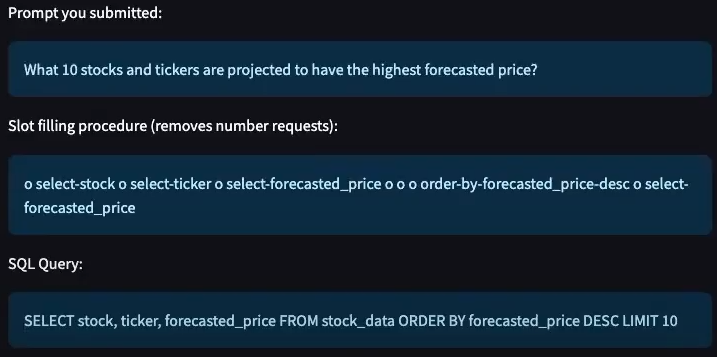 Prompt you submitted:
What 10 stocks and tickers are projected to have the highest forecasted price?
Slot filling procedure (removes number requests):
o select-stock o select-ticker o select-forecasted_price o o o order-by-forecasted_price-desc o select-
forecasted_price
SQL Query:
SELECT stock, ticker, forecasted_price FROM stock_data ORDER BY forecasted_price DESC LIMIT 10